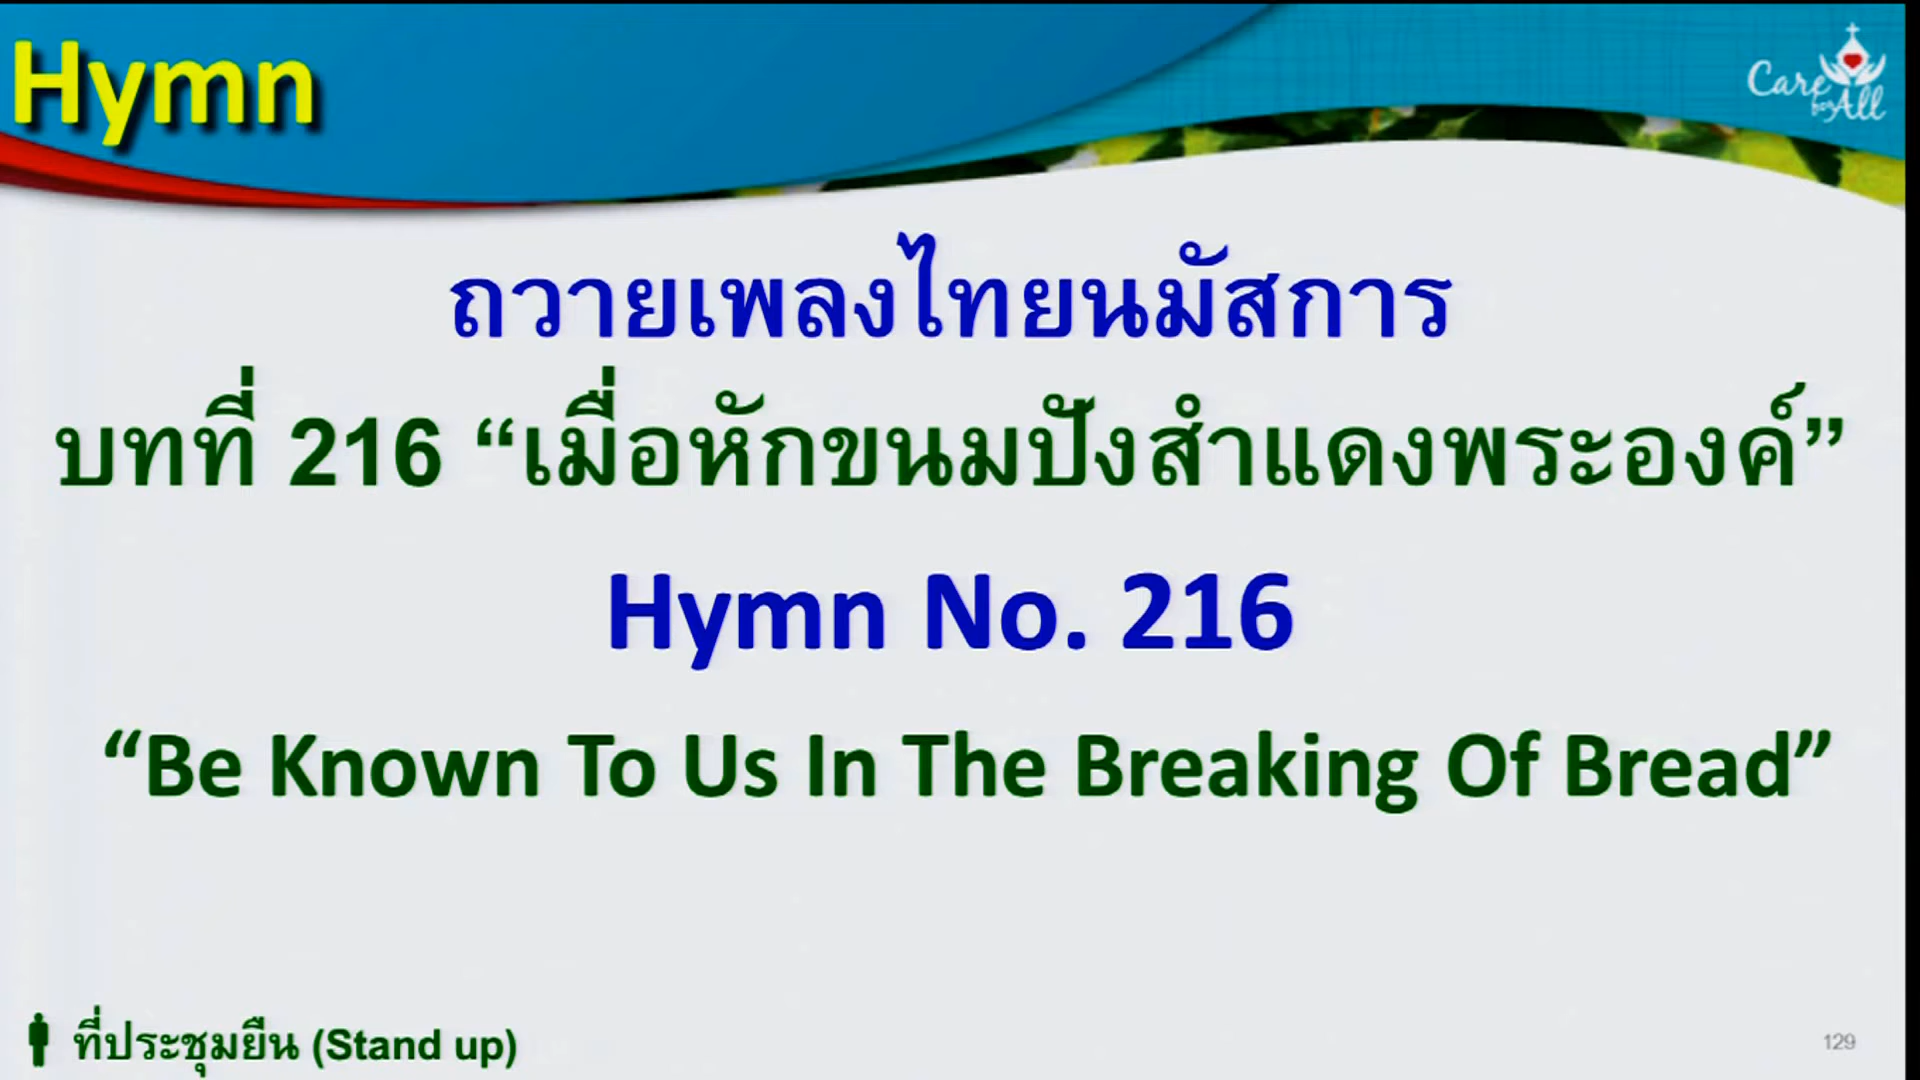 Hymn
Care
for All
ถวายเพลงไทยนมัสการ
บทที่ 216 “เมื่อหักขนมปังสำแดงพระองค์”
Hymn No. 216
“Be Known To Us In The Breaking Of Bread”
ที่ประชุมยืน (Stand up)
129